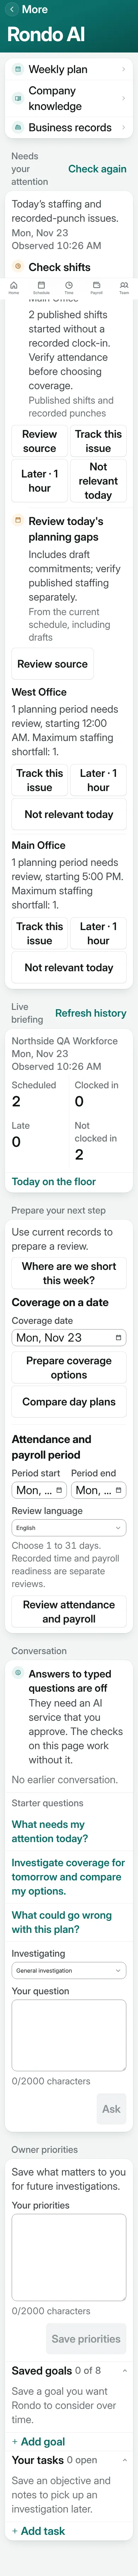 More
Rondo AI
Weekly plan
Company
knowledge
Business records
Needs
your
attention
Check again
Today's staffing and
recorded-punch issues.
Mon, Nov 23
Observed 10:26 AM
Check shifts
Home
Schedule
Time
Payroll
Team
Main Office
2 published shifts
started without a
recorded clock-in.
Verify attendance
before choosing
coverage.
Published shifts and
recorded punches
Review
source
Track this
issue
Later · 1
hour
Not
relevant
today
Review today's
planning gaps
Includes draft
commitments; verify
published staffing
separately.
From the current
schedule, including
drafts
Review source
West Office
1 planning period needs
review, starting 12:00
AM. Maximum staffing
shortfall: 1.
Track this
issue
Later · 1
hour
Not relevant today
Main Office
1 planning period needs
review, starting 5:00 PM.
Maximum staffing
shortfall: 1.
Track this
issue
Later · 1
hour
Not relevant today
Live
briefing
Refresh history
Northside QA Workforce
Mon, Nov 23
Observed 10:26 AM
Scheduled
2
Clocked in
0
Late
0
Not
clocked in
2
Today on the floor
Prepare your next step
Use current records to
prepare a review.
Where are we short
this week?
Coverage on a date
Coverage date
Mon, Nov 23
Prepare coverage
options
Compare day plans
Attendance and
payroll period
Period start
Period end
Mon, ...
Mon, ...
Review language
English
Choose 1 to 31 days.
Recorded time and payroll
readiness are separate
reviews.
Review attendance
and payroll
Conversation
Answers to typed
questions are off
They need an AI
service that you
approve. The checks
on this page work
without it.
No earlier conversation.
Starter questions
What needs my
attention today?
Investigate coverage for
tomorrow and compare
my options.
What could go wrong
with this plan?
Investigating
General investigation
Your question
0/2000 characters
Ask
Owner priorities
Save what matters to you
for future investigations.
Your priorities
0/2000 characters
Save priorities
Saved goals 0 of 8
Save a goal you want
Rondo to consider over
time.
+ Add goal
Your tasks 0 open
Save an objective and
notes to pick up an
investigation later.
+ Add task